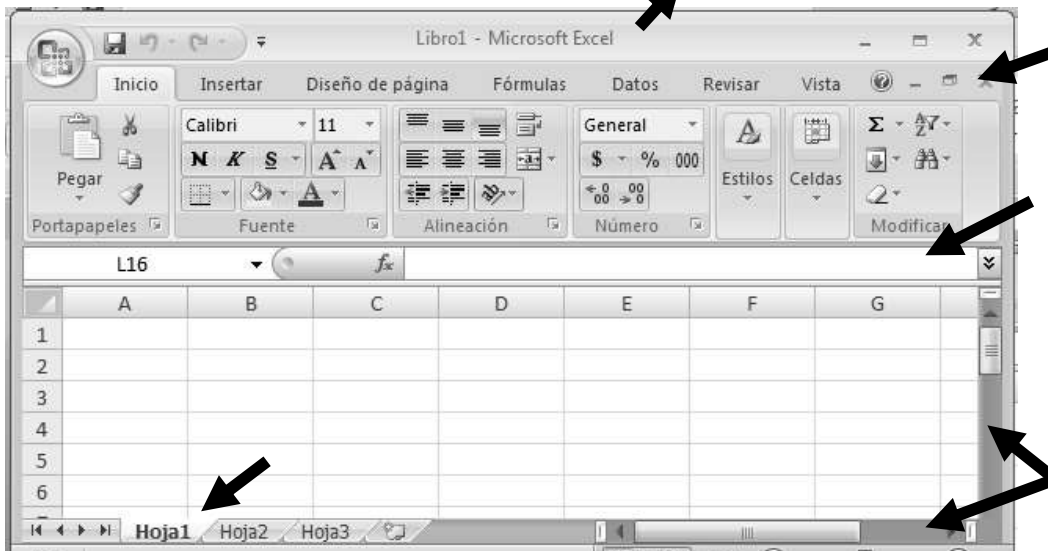 Libro1 - Microsoft Excel
Inicio Insertar Diseño de página Fórmulas Datos Revisar Vista
Calibri 11 General Σ
N K S A A $ % 000
Pegar A Estilos Celdas
Portapapeles Fuente Alineación Número Modificar
L16 fx
A B C D E F G
1
2
3
4
5
6
Hoja1 Hoja2 Hoja3